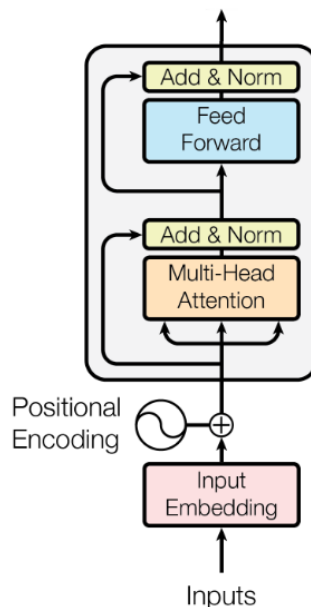 Add & Norm
Feed
Forward
Add & Norm
Multi-Head
Attention
Positional
Encoding
Input
Embedding
Inputs